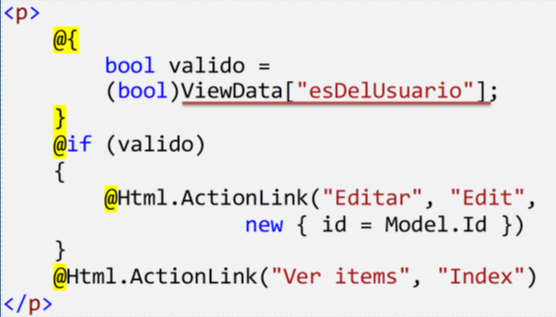 <p>
@{
bool valido =
(bool)ViewData["esDelUsuario"];
}
@if (valido)
{
@Html.ActionLink("Editar", "Edit",
new { id = Model.Id })
}
@Html.ActionLink("Ver items", "Index")
</p>